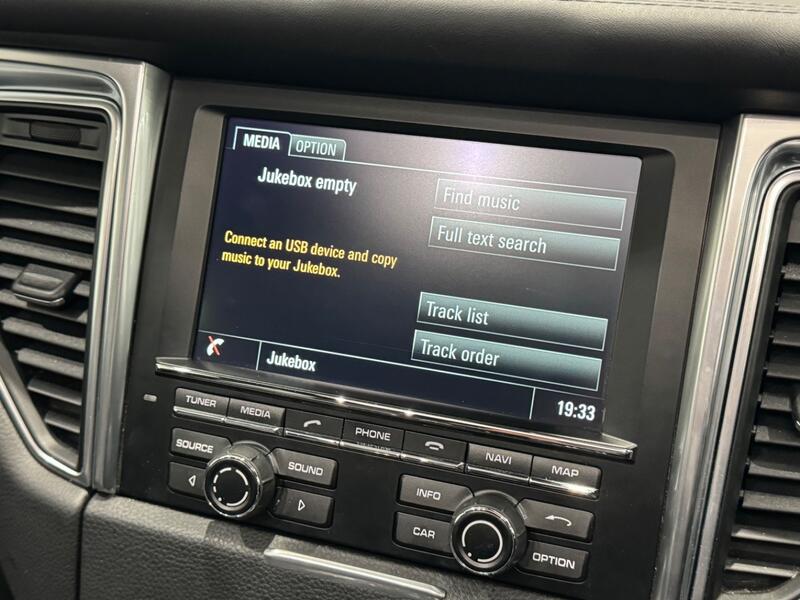 MEDIA OPTION
Jukebox empty
Find music
Full text search
Connect an USB device and copy
music to your Jukebox.
Track list
Track order
Jukebox
19:33
TUNER MEDIA PHONE NAVI MAP
SOURCE SOUND
INFO
CAR OPTION